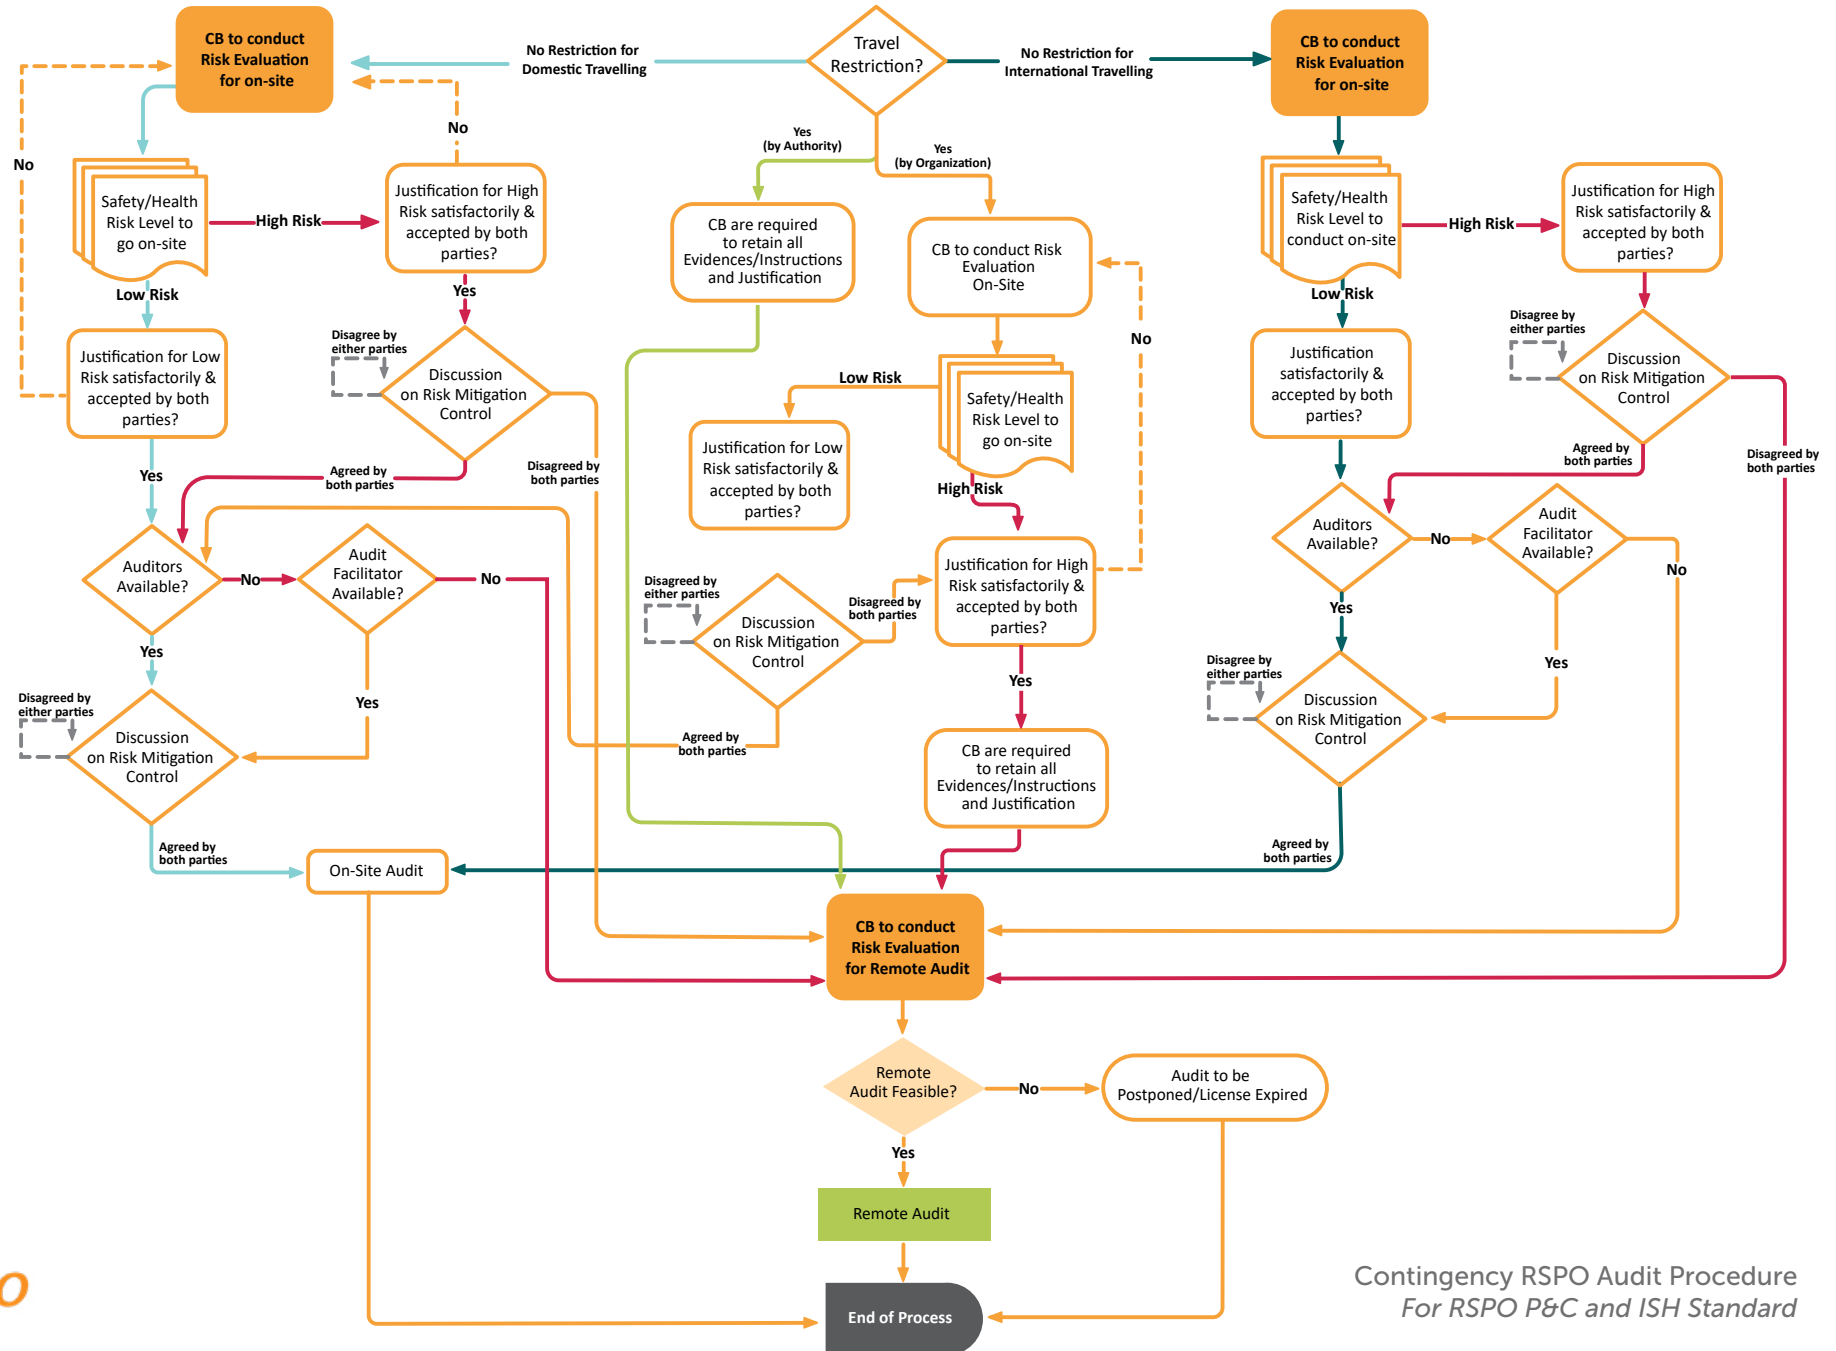 CB to conduct
Risk Evaluation
for on-site
No Restriction for
Domestic Travelling
Travel
Restriction?
No Restriction for
International Travelling
CB to conduct
Risk Evaluation
for on-site
No
No
Yes
(by Authority)
Yes
(by Organization)
Safety/Health
Risk Level to
go on-site
High Risk
Justification for High
Risk satisfactorily &
accepted by both
parties?
CB are required
to retain all
Evidences/Instructions
and Justification
CB to conduct Risk
Evaluation
On-Site
Safety/Health
Risk Level to
conduct on-site
High Risk
Justification for High
Risk satisfactorily &
accepted by both
parties?
Low Risk
Yes
Low Risk
No
Justification for Low
Risk satisfactorily &
accepted by both
parties?
Disagree by
either parties
Discussion
on Risk Mitigation
Control
Low Risk
Safety/Health
Risk Level to
go on-site
Justification
satisfactorily &
accepted by both
parties?
Disagree by
either parties
Discussion
on Risk Mitigation
Control
Justification for Low
Risk satisfactorily &
accepted by both
parties?
Yes
Agreed by
both parties
Disagreed by
both parties
High Risk
Agreed by
both parties
Disagreed by
both parties
Auditors
Available?
No
Audit
Facilitator
Available?
No
Justification for High
Risk satisfactorily &
accepted by both
parties?
Auditors
Available?
No
Audit
Facilitator
Available?
No
Disagreed by
either parties
Discussion
on Risk Mitigation
Control
Disagreed by
both parties
Yes
Yes
Yes
Yes
Yes
Disagreed by
either parties
Discussion
on Risk Mitigation
Control
Agreed by
both parties
CB are required
to retain all
Evidences/Instructions
and Justification
Disagree by
either parties
Discussion
on Risk Mitigation
Control
Agreed by
both parties
On-Site Audit
Agreed by
both parties
CB to conduct
Risk Evaluation
for Remote Audit
Remote
Audit Feasible?
No
Audit to be
Postponed/License Expired
Yes
Remote Audit
End of Process
O
Contingency RSPO Audit Procedure
For RSPO P&C and ISH Standard